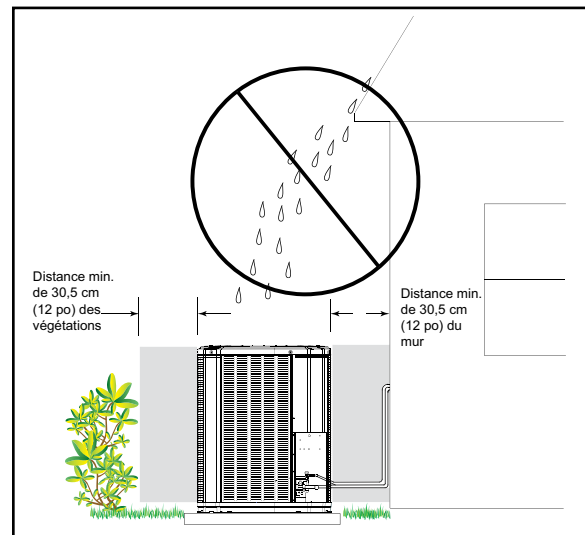 Distance min.
de 30,5 cm
(12 po) des
végétations
Distance min.
de 30,5 cm
(12 po) du
mur